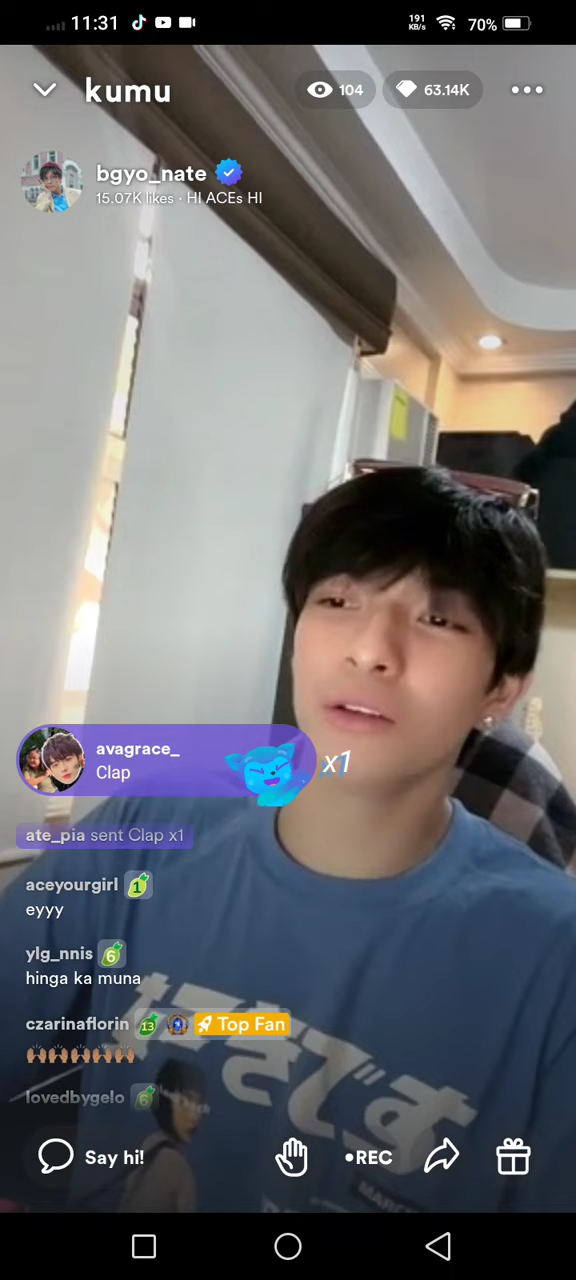 11:31
191
KB/s
70%
kumu
104
63.14K
bgyo_nate
15.07K likes · HI ACEs HI
avagrace_
Clap
x1
ate_pia sent Clap x1
aceyourgirl 1
eyyy
ylg_nnis 6
hinga ka muna
czarinaflorin 13 Top Fan
🙌🏽🙌🏽🙌🏽🙌🏽🙌🏽
lovedbygelo 6
Say hi!
•REC